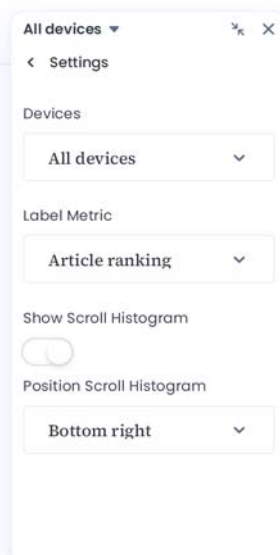 All devices
Settings
Devices
All devices
Label Metric
Article ranking
Show Scroll Histogram
Position Scroll Histogram
Bottom right